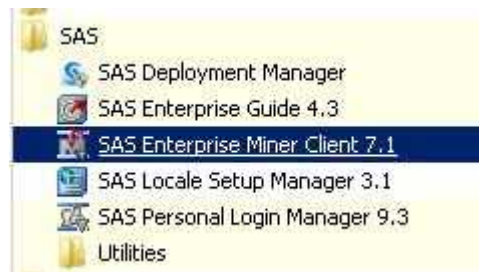 SAS
SAS Deployment Manager
SAS Enterprise Guide 4.3
SAS Enterprise Miner Client 7.1
SAS Locale Setup Manager 3.1
SAS Personal Login Manager 9.3
Utilities